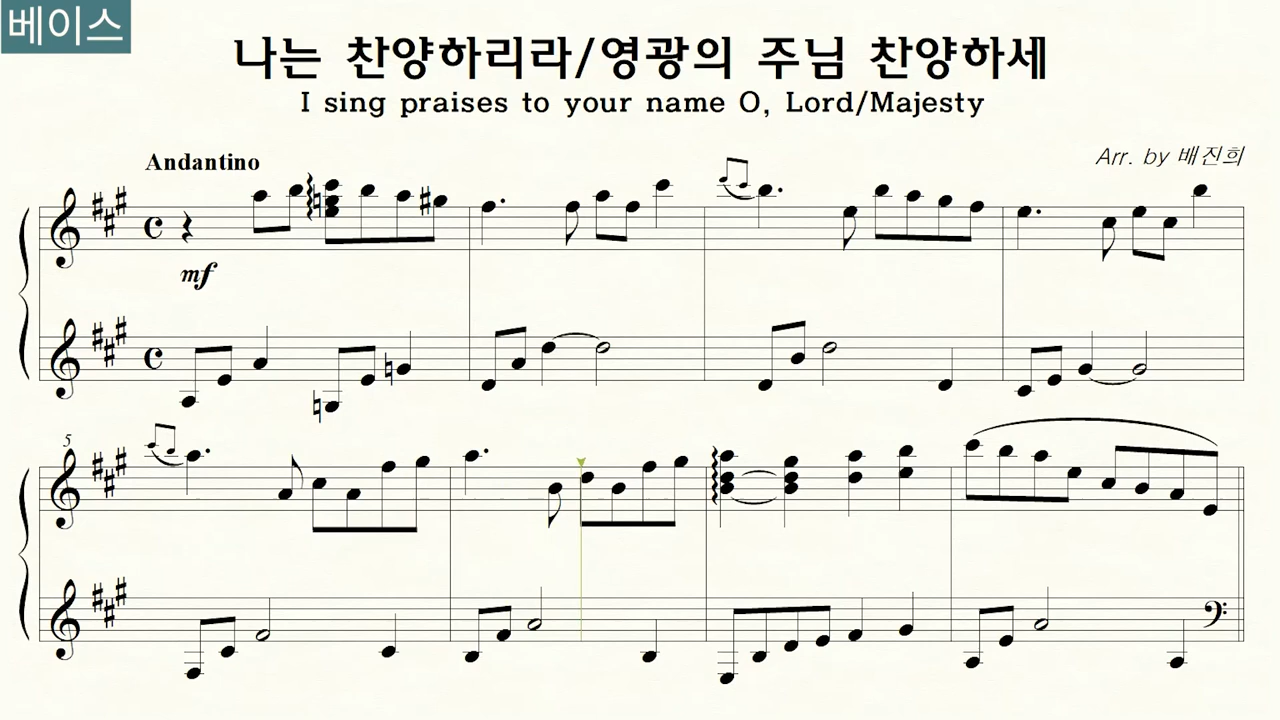 베이스
나는 찬양하리라/영광의 주님 찬양하세
I sing praises to your name O, Lord/Majesty
Andantino
Arr. by 배진희
mf
5